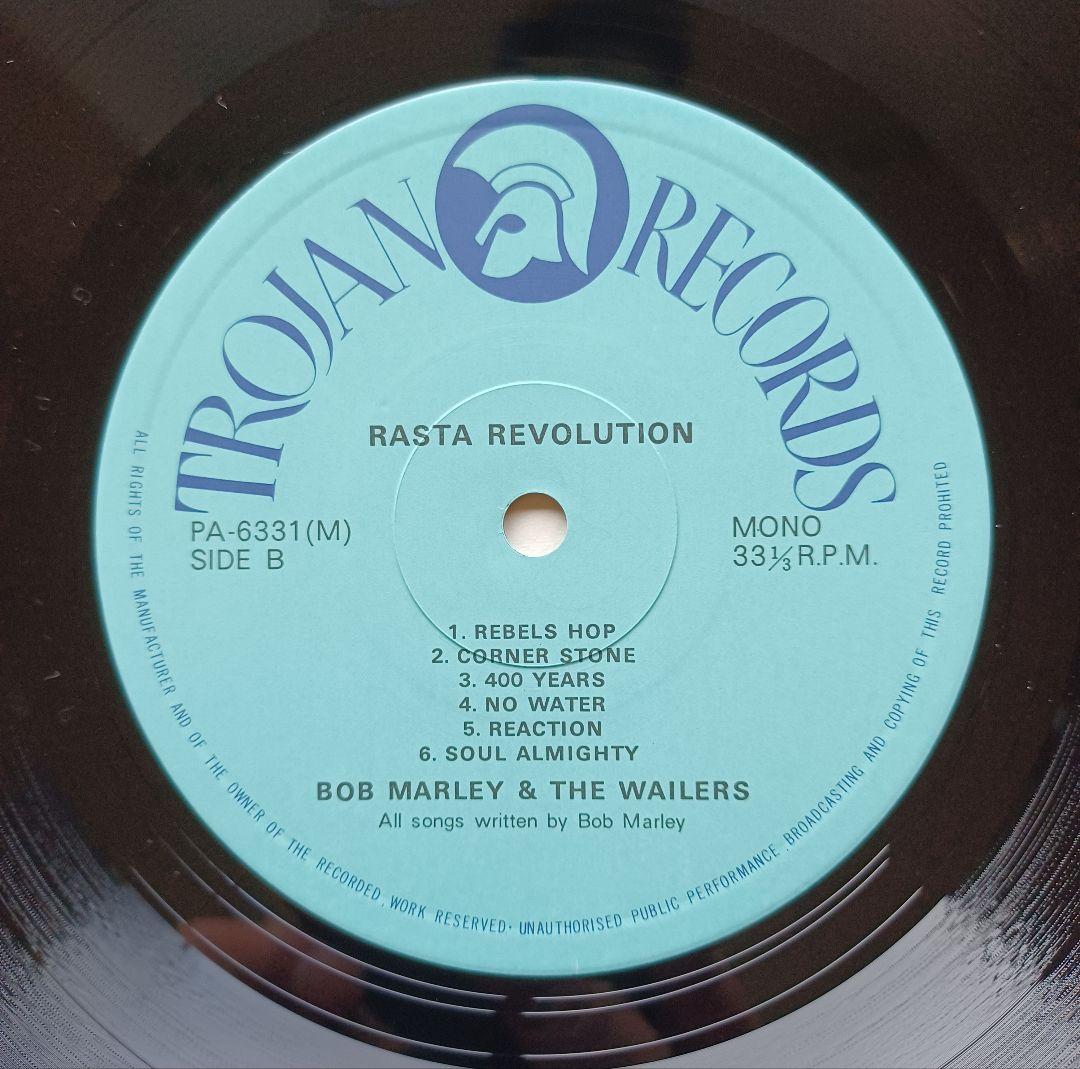 TROJAN RECORDS
RASTA REVOLUTION
PA-6331(M)
SIDE B
MONO
33⅓ R.P.M.
1. REBELS HOP
2. CORNER STONE
3. 400 YEARS
4. NO WATER
5. REACTION
6. SOUL ALMIGHTY
BOB MARLEY & THE WAILERS
All songs written by Bob Marley
ALL RIGHTS OF THE MANUFACTURER AND OF THE OWNER OF THE RECORDED WORK RESERVED· UNAUTHORISED PUBLIC PERFORMANCE BROADCASTING AND COPYING OF THIS RECORD PROHITED